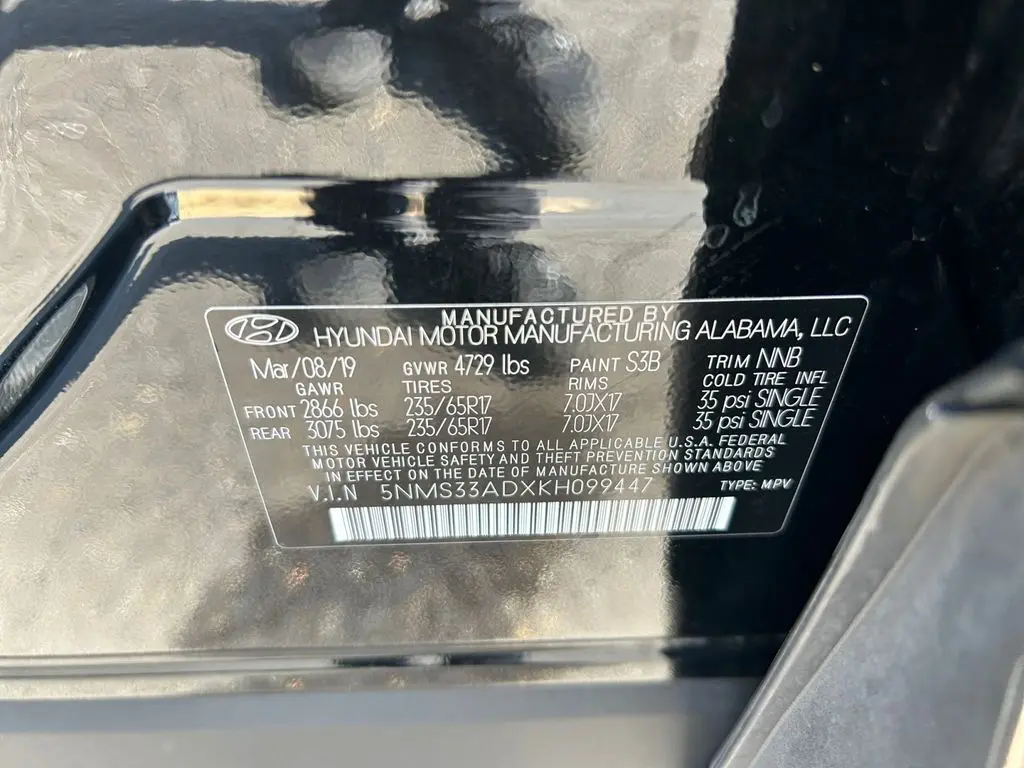 MANUFACTURED BY
HYUNDAI MOTOR MANUFACTURING ALABAMA, LLC
Mar/08/19 GVWR 4729 lbs PAINT S3B TRIM NNB
GAWR TIRES RIMS COLD TIRE INFL
FRONT 2866 lbs 235/65R17 7.0JX17 35 psi SINGLE
REAR 3075 lbs 235/65R17 7.0JX17 35 psi SINGLE
THIS VEHICLE CONFORMS TO ALL APPLICABLE U.S.A. FEDERAL
MOTOR VEHICLE SAFETY AND THEFT PREVENTION STANDARDS
IN EFFECT ON THE DATE OF MANUFACTURE SHOWN ABOVE
V.I.N 5NMS33ADXKH099447 TYPE: MPV